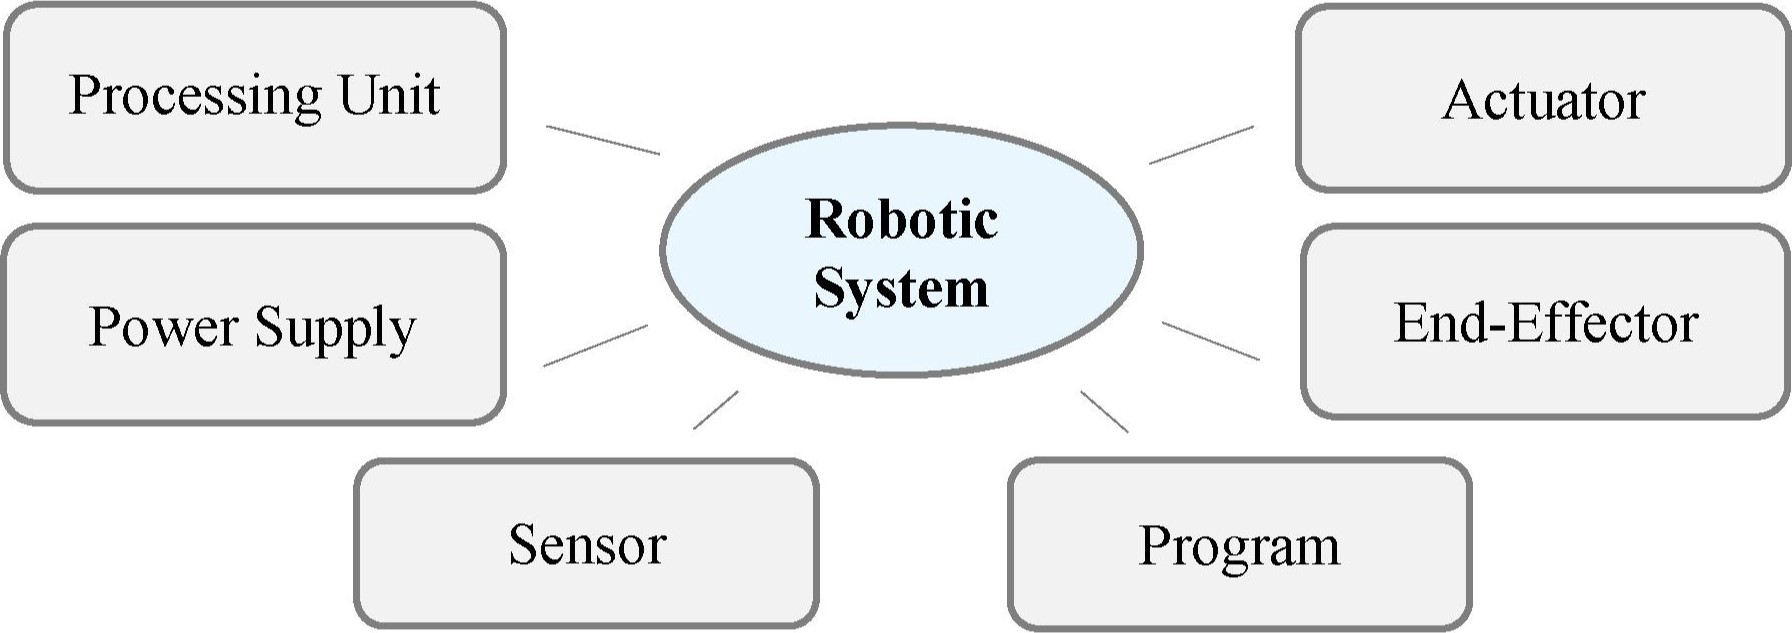 Processing Unit
Actuator
Robotic
System
Power Supply
End-Effector
Sensor
Program